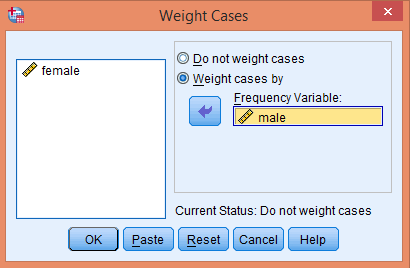 Weight Cases
female
Do not weight cases
Weight cases by
Frequency Variable:
male
Current Status: Do not weight cases
OK Paste Reset Cancel Help